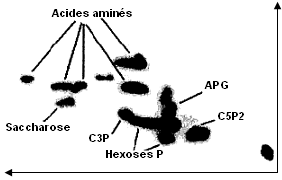 Acides aminés
APG
C5P2
Saccharose
C3P
Hexoses P